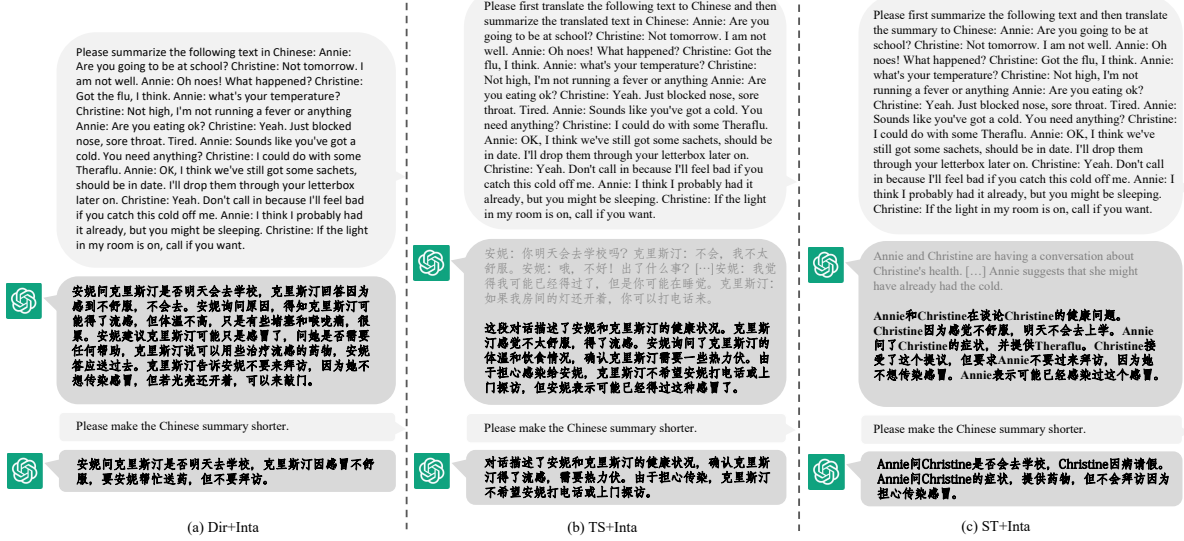 Please summarize the following text in Chinese: Annie:
Are you going to be at school? Christine: Not tomorrow. I
am not well. Annie: Oh noes! What happened? Christine:
Got the flu, I think. Annie: what's your temperature?
Christine: Not high, I'm not running a fever or anything
Annie: Are you eating ok? Christine: Yeah. Just blocked
nose, sore throat. Tired. Annie: Sounds like you've got a
cold. You need anything? Christine: I could do with some
Theraflu. Annie: OK, I think we've still got some sachets,
should be in date. I'll drop them through your letterbox
later on. Christine: Yeah. Don't call in because I'll feel bad
if you catch this cold off me. Annie: I think I probably had
it already, but you might be sleeping. Christine: If the light
in my room is on, call if you want.
安妮问克里斯汀是否明天会去学校，克里斯汀回答因为
感到不舒服，不会去。安妮询问原因，得知克里斯汀可
能得了流感，但体温不高，只是有些堵塞和喉咙痛，很
累。安妮建议克里斯汀可能只是感冒了，问她是否需要
任何帮助，克里斯汀说可以用些治疗流感的药物，安妮
答应送过去。克里斯汀告诉安妮不要来拜访，因为她不
想传染感冒，但若光亮还开着，可以来敲门。
Please make the Chinese summary shorter.
安妮问克里斯汀是否明天去学校，克里斯汀因感冒不舒
服，要安妮帮忙送药，但不要拜访。
(a) Dir+Inta
Please first translate the following text to Chinese and then
summarize the translated text in Chinese: Annie: Are you
going to be at school? Christine: Not tomorrow. I am not
well. Annie: Oh noes! What happened? Christine: Got the
flu, I think. Annie: what's your temperature? Christine:
Not high, I'm not running a fever or anything Annie: Are
you eating ok? Christine: Yeah. Just blocked nose, sore
throat. Tired. Annie: Sounds like you've got a cold. You
need anything? Christine: I could do with some Theraflu.
Annie: OK, I think we've still got some sachets, should be
in date. I'll drop them through your letterbox later on.
Christine: Yeah. Don't call in because I'll feel bad if you
catch this cold off me. Annie: I think I probably had it
already, but you might be sleeping. Christine: If the light
in my room is on, call if you want.
安妮：你明天会去学校吗？克里斯汀：不会，我不太
舒服。安妮：哦，不好！出了什么事？[…]安妮：我觉
得我可能已经得过了，但是你可能在睡觉。克里斯汀：
如果我房间的灯还开着，你可以打电话来。
这段对话描述了安妮和克里斯汀的健康状况。克里斯
汀感觉不太舒服，得了流感。安妮询问了克里斯汀的
体温和饮食情况，确认克里斯汀需要一些热力伏。由
于担心感染给安妮，克里斯汀不希望安妮打电话或上
门探访，但安妮表示可能已经得过这种感冒了。
Please make the Chinese summary shorter.
对话描述了安妮和克里斯汀的健康状况，确认克里斯
汀得了流感，需要热力伏。由于担心传染，克里斯汀
不希望安妮打电话或上门探访。
(b) TS+Inta
Please first summarize the following text and then translate
the summary to Chinese: Annie: Are you going to be at
school? Christine: Not tomorrow. I am not well. Annie: Oh
noes! What happened? Christine: Got the flu, I think. Annie:
what's your temperature? Christine: Not high, I'm not
running a fever or anything Annie: Are you eating ok?
Christine: Yeah. Just blocked nose, sore throat. Tired. Annie:
Sounds like you've got a cold. You need anything? Christine:
I could do with some Theraflu. Annie: OK, I think we've
still got some sachets, should be in date. I'll drop them
through your letterbox later on. Christine: Yeah. Don't call
in because I'll feel bad if you catch this cold off me. Annie: I
think I probably had it already, but you might be sleeping.
Christine: If the light in my room is on, call if you want.
Annie and Christine are having a conversation about
Christine's health. […] Annie suggests that she might
have already had the cold.
Annie和Christine在谈论Christine的健康问题。
Christine因为感觉不舒服，明天不会去上学。Annie
问了Christine的症状，并提供Theraflu。Christine接
受了这个提议，但要求Annie不要过来拜访，因为她
不想传染感冒。Annie表示可能已经感染过这个感冒。
Please make the Chinese summary shorter.
Annie问Christine是否会去学校，Christine因病请假。
Annie问Christine的症状，提供药物，但不会拜访因为
担心传染感冒。
(c) ST+Inta